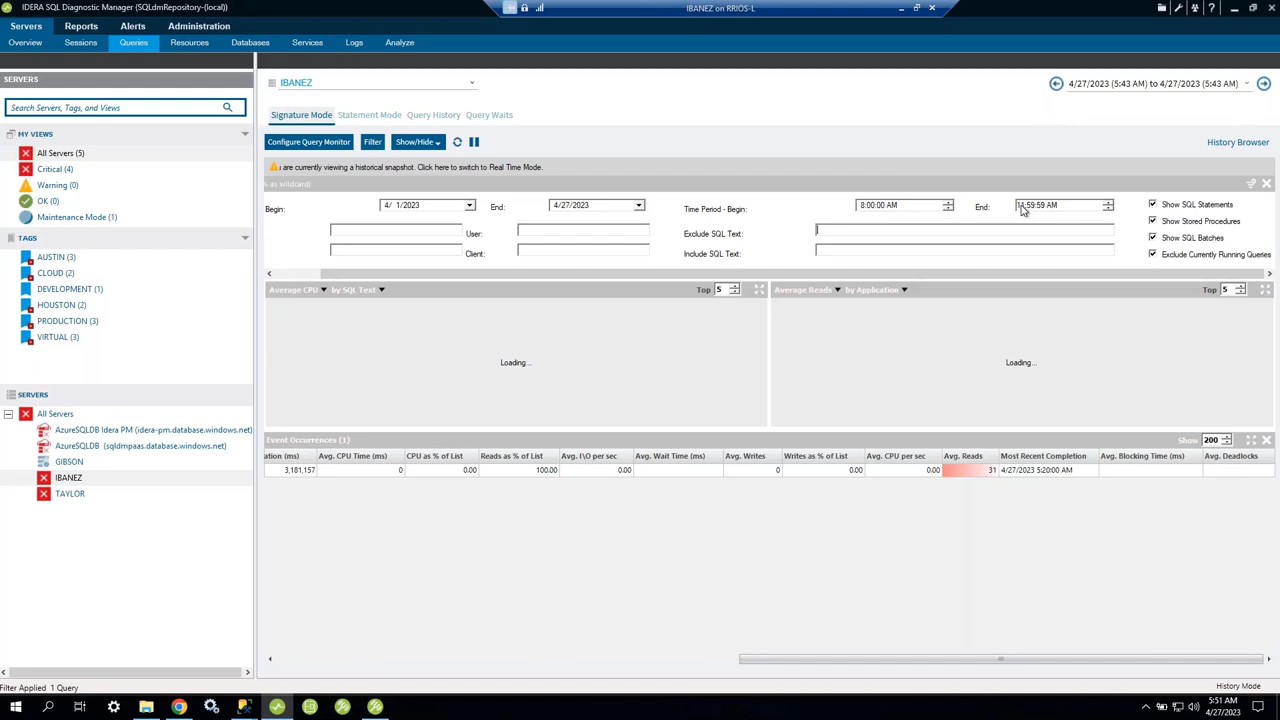 IDERA SQL Diagnostic Manager (SQLdmRepository-(local))
IBANEZ on RRIOS-L
Servers Reports Alerts Administration
Overview Sessions Queries Resources Databases Services Logs Analyze
SERVERS
Search Servers, Tags, and Views
MY VIEWS
All Servers (5)
Critical (4)
Warning (0)
OK (0)
Maintenance Mode (1)
TAGS
AUSTIN (3)
CLOUD (2)
DEVELOPMENT (1)
HOUSTON (2)
PRODUCTION (3)
VIRTUAL (3)
SERVERS
All Servers
AzureSQLDB Idera PM (idera-pm.database.windows.net)
AzureSQLDB (sqldmpaas.database.windows.net)
GIBSON
IBANEZ
TAYLOR
IBANEZ
4/27/2023 (5:43 AM) to 4/27/2023 (5:43 AM)
Signature Mode Statement Mode Query History Query Waits
Configure Query Monitor Filter Show/Hide
History Browser
u are currently viewing a historical snapshot. Click here to switch to Real Time Mode.
% as wildcard)
Begin: 4/ 1/2023 End: 4/27/2023 Time Period - Begin: 8:00:00 AM End: 11:59:59 AM
Show SQL Statements
Show Stored Procedures
User: Exclude SQL Text:
Show SQL Batches
Client: Include SQL Text:
Exclude Currently Running Queries
Average CPU by SQL Text Top 5
Average Reads by Application Top 5
Loading...
Loading...
Event Occurrences (1) Show 200
ation (ms) Avg. CPU Time (ms) CPU as % of List Reads as % of List Avg. I\O per sec Avg. Wait Time (ms) Avg. Writes Writes as % of List Avg. CPU per sec Avg. Reads Most Recent Completion Avg. Blocking Time (ms) Avg. Deadlocks
3,181,157 0 0.00 100.00 0.00 0 0.00 0.00 31 4/27/2023 5:20:00 AM
Filter Applied 1 Query
History Mode
5:51 AM
4/27/2023